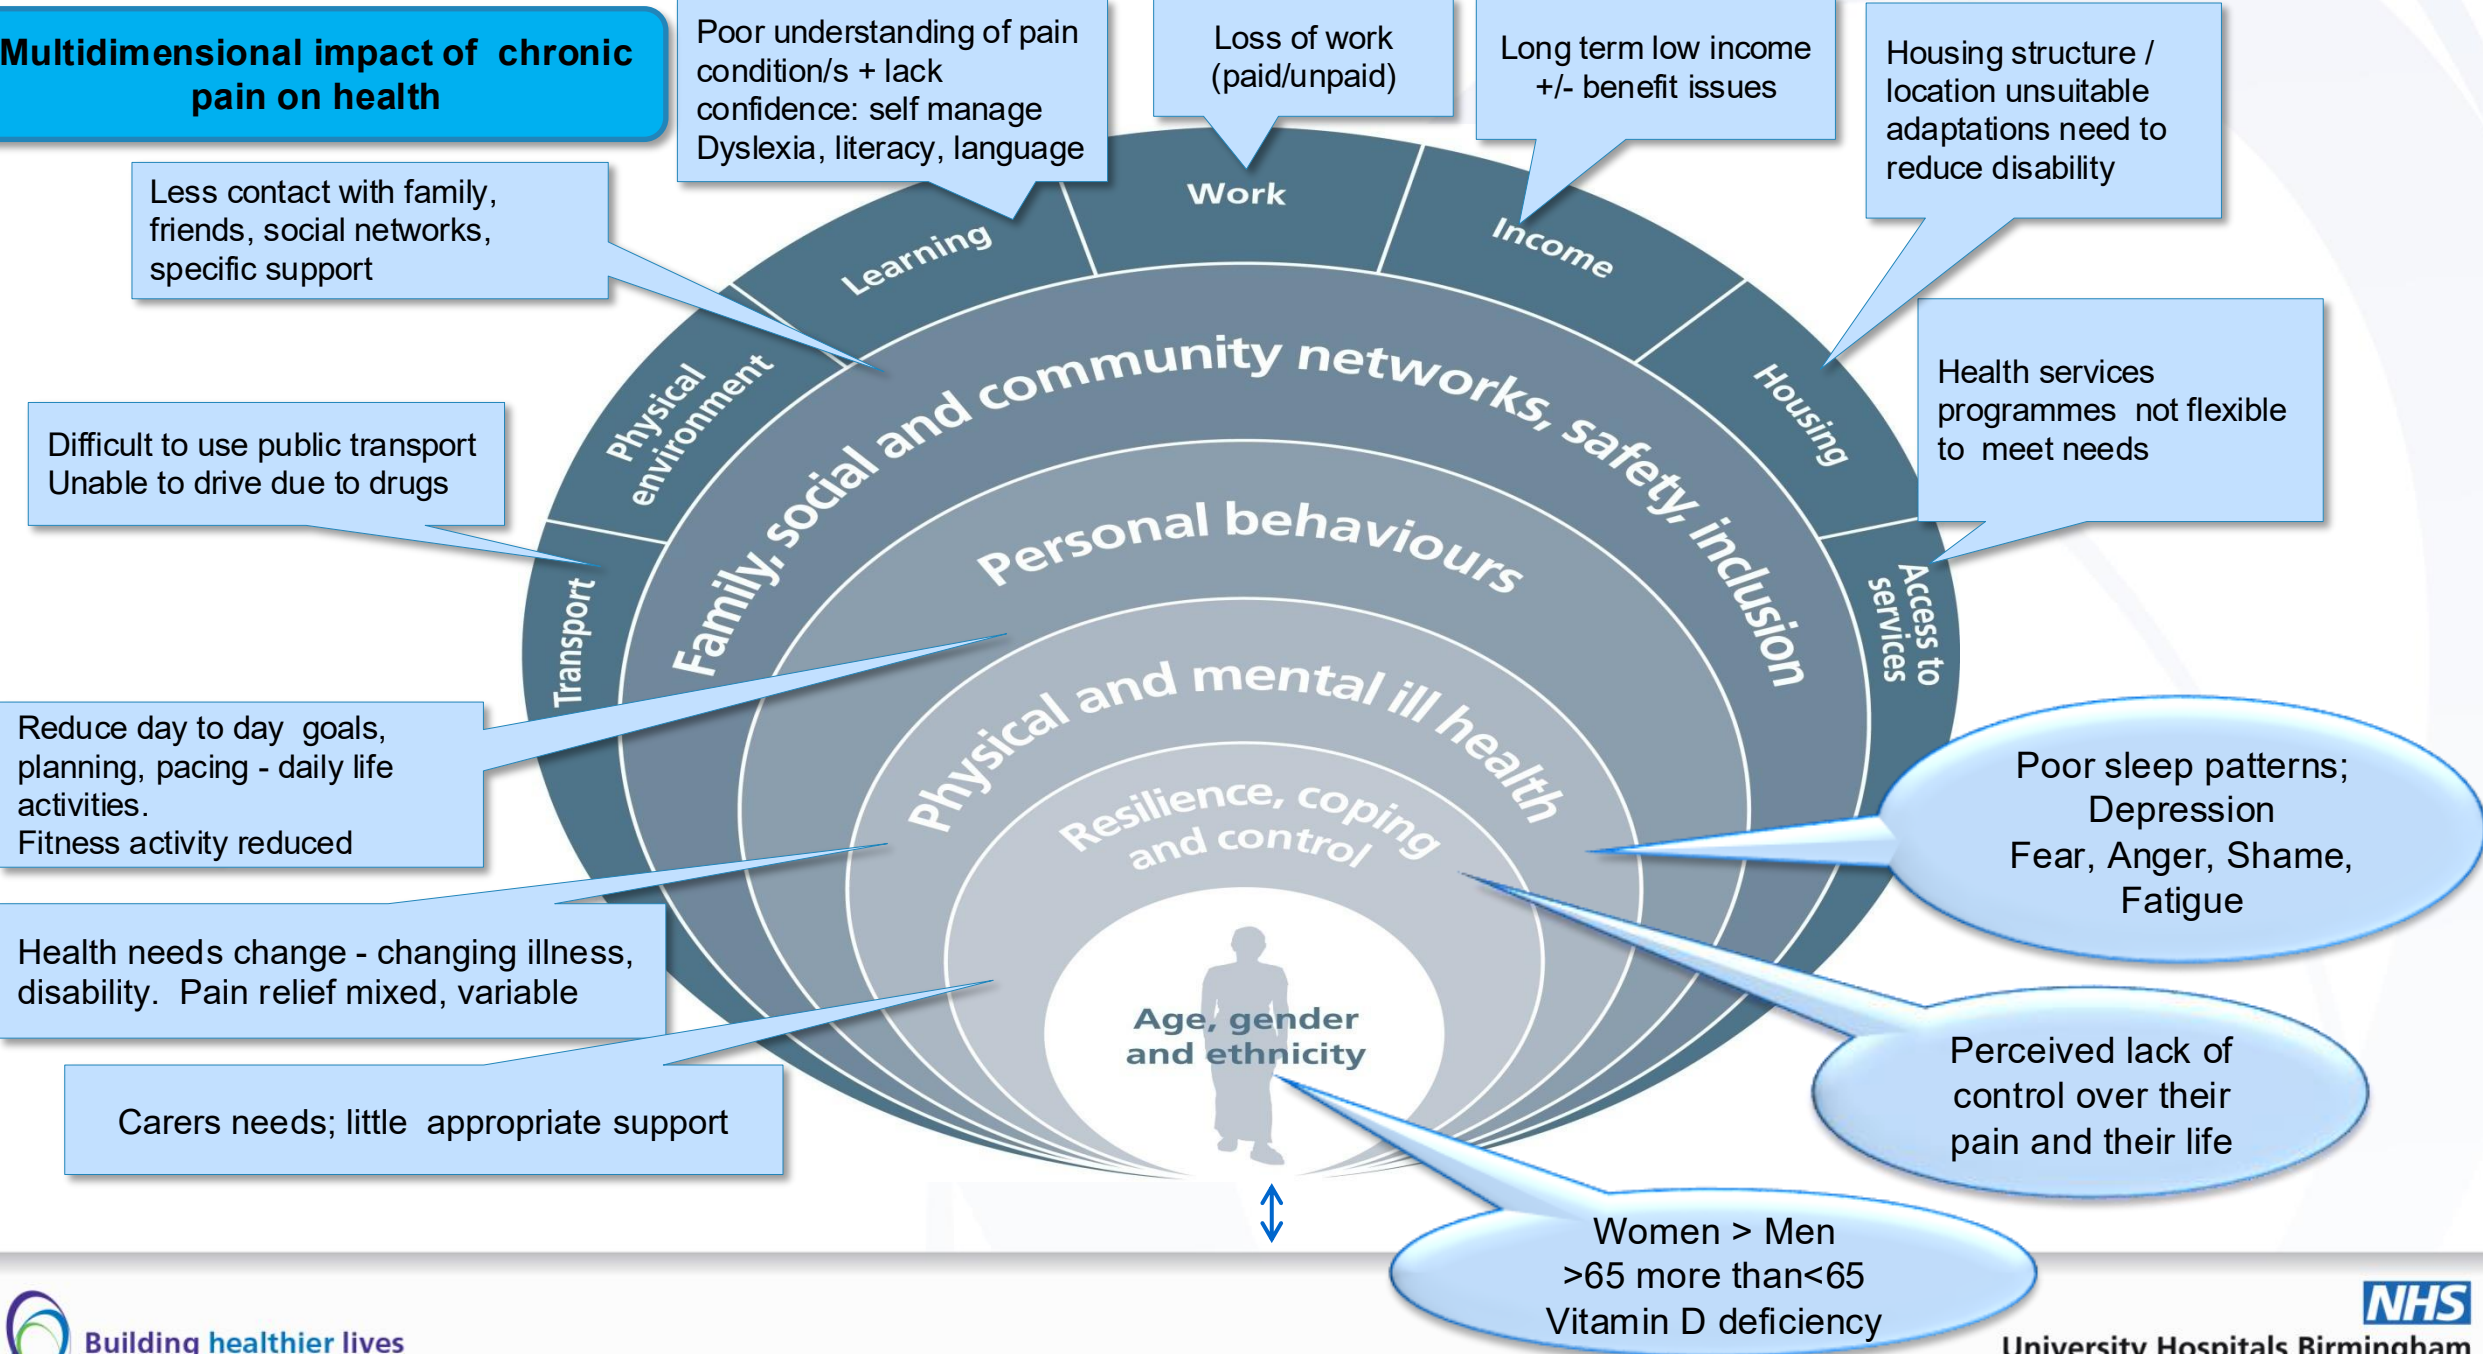 Multidimensional impact of chronic
pain on health
Poor understanding of pain
condition/s + lack
confidence: self manage
Dyslexia, literacy, language
Loss of work
(paid/unpaid)
Long term low income
+/- benefit issues
Housing structure /
location unsuitable
adaptations need to
reduce disability
Less contact with family,
friends, social networks,
specific support
Health services
programmes not flexible
to meet needs
Difficult to use public transport
Unable to drive due to drugs
Reduce day to day goals,
planning, pacing - daily life
activities.
Fitness activity reduced
Health needs change - changing illness,
disability. Pain relief mixed, variable
Carers needs; little appropriate support
Transport
Physical
environment
Learning
Work
Income
Housing
Access to
services
Family, social and community networks, safety, inclusion
Personal behaviours
Physical and mental ill health
Resilience, coping
and control
Age, gender
and ethnicity
Poor sleep patterns;
Depression
Fear, Anger, Shame,
Fatigue
Perceived lack of
control over their
pain and their life
Women > Men
>65 more than<65
Vitamin D deficiency
Building healthier lives
NHS
University Hospitals Birmingham